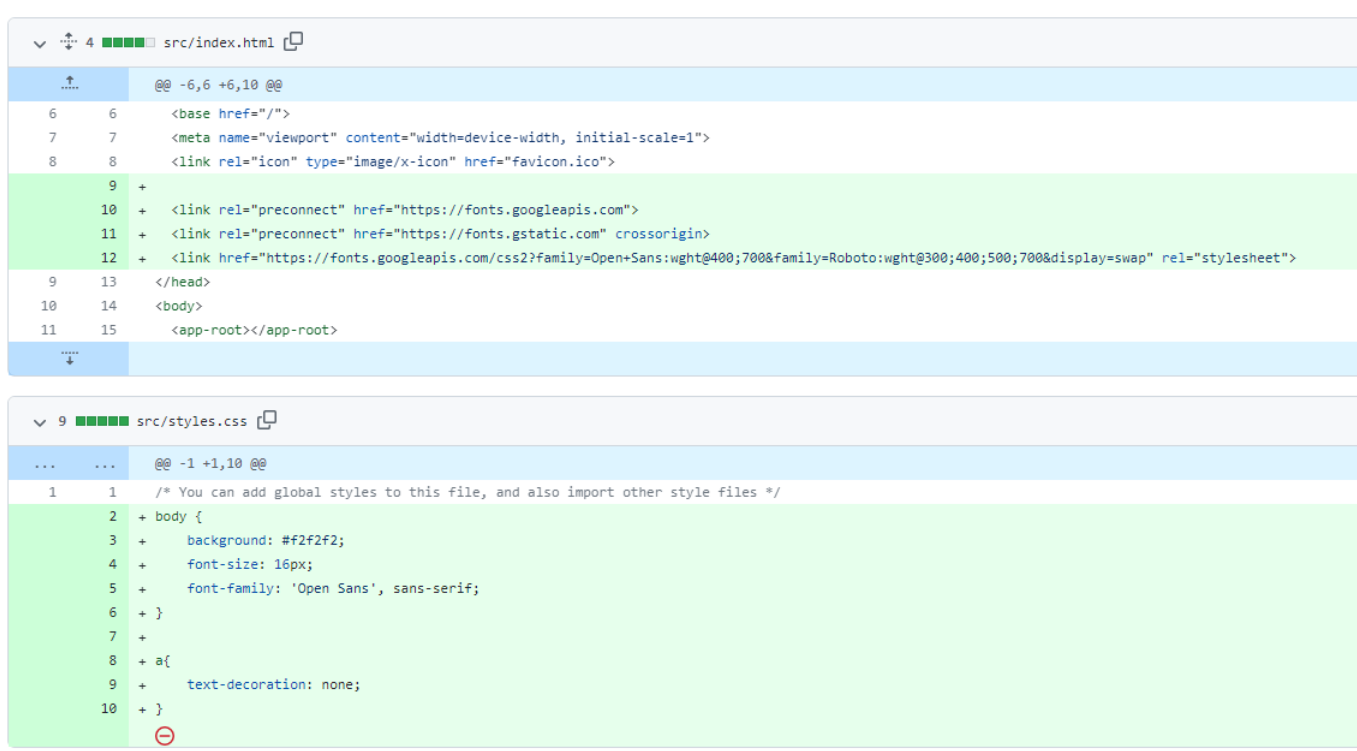 4 src/index.html
@@ -6,6 +6,10 @@
6 6 <base href="/">
7 7 <meta name="viewport" content="width=device-width, initial-scale=1">
8 8 <link rel="icon" type="image/x-icon" href="favicon.ico">
9 +
10 + <link rel="preconnect" href="https://fonts.googleapis.com">
11 + <link rel="preconnect" href="https://fonts.gstatic.com" crossorigin>
12 + <link href="https://fonts.googleapis.com/css2?family=Open+Sans:wght@400;700&family=Roboto:wght@300;400;500;700&display=swap" rel="stylesheet">
9 13 </head>
10 14 <body>
11 15 <app-root></app-root>
9 src/styles.css
... ... @@ -1 +1,10 @@
1 1 /* You can add global styles to this file, and also import other style files */
2 + body {
3 + background: #f2f2f2;
4 + font-size: 16px;
5 + font-family: 'Open Sans', sans-serif;
6 + }
7 +
8 + a{
9 + text-decoration: none;
10 + }